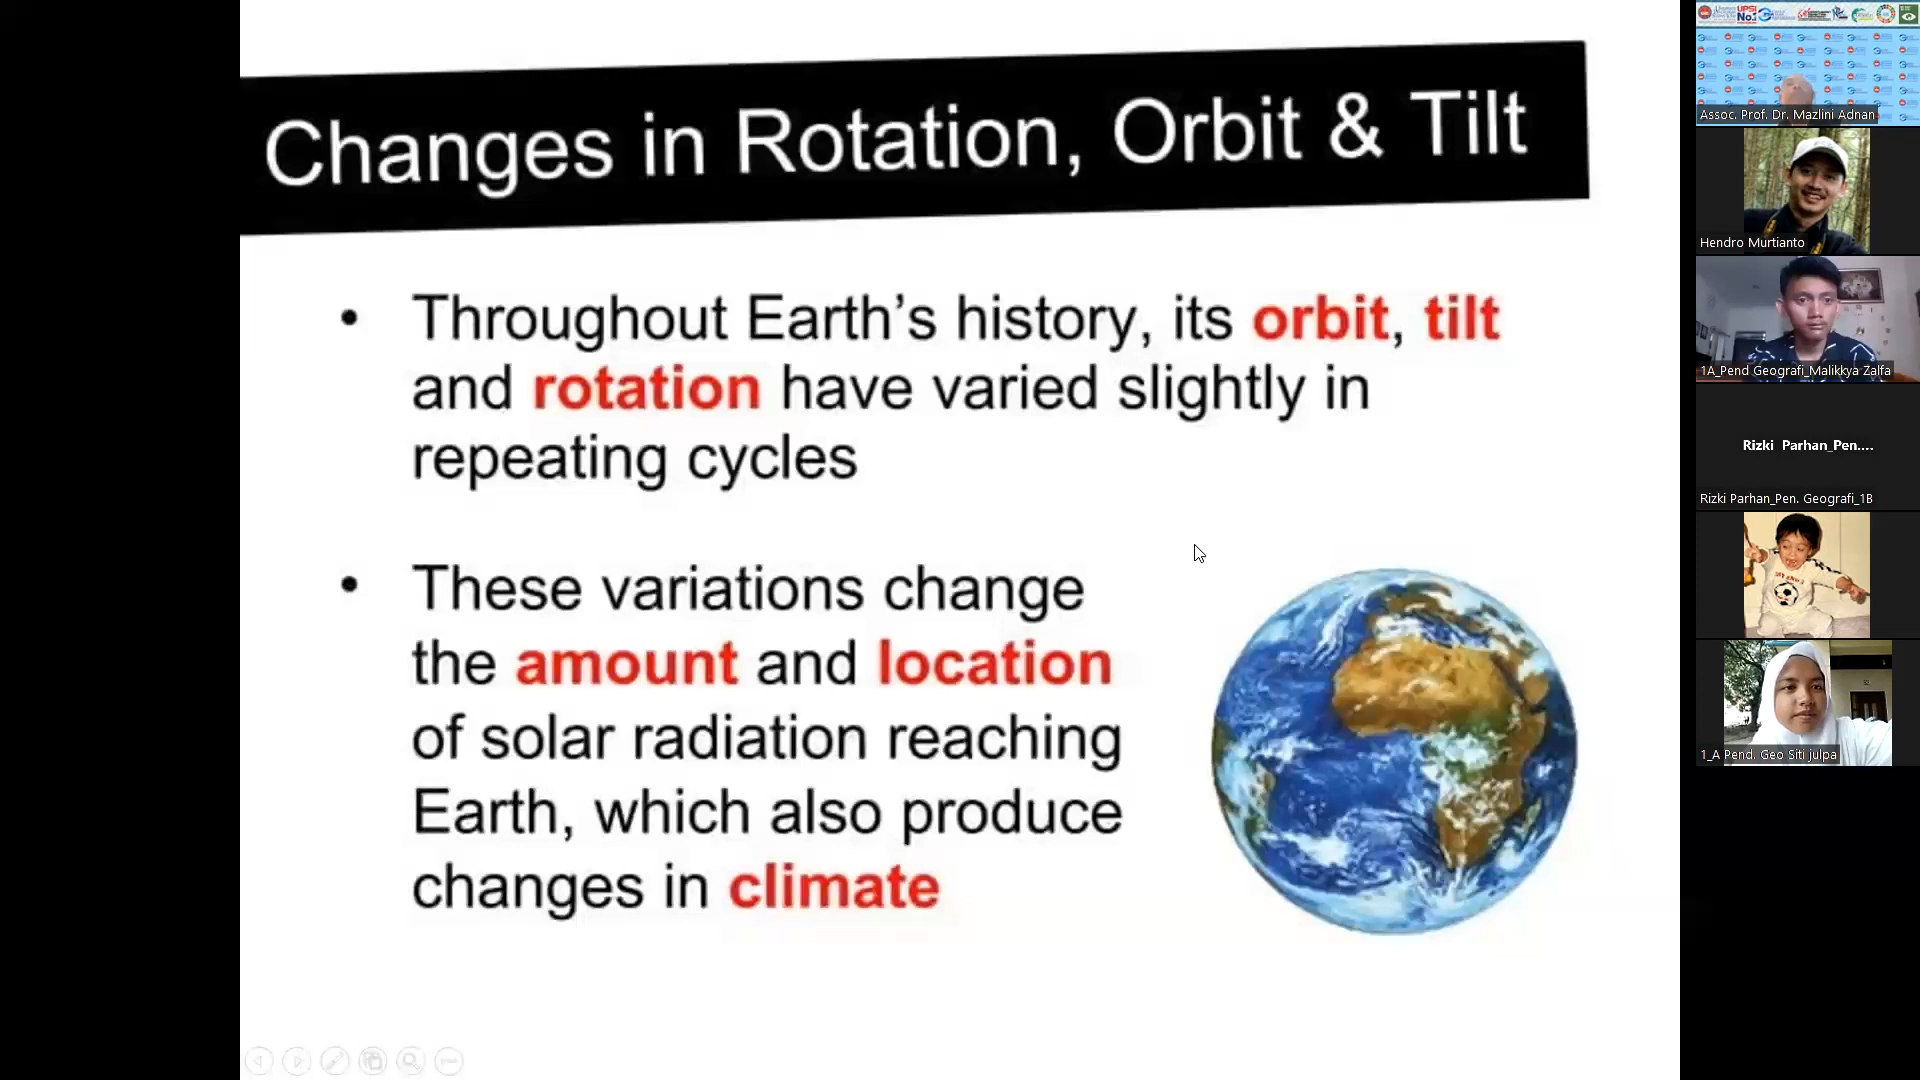 Changes in Rotation, Orbit & Tilt
• Throughout Earth’s history, its orbit, tilt
and rotation have varied slightly in
repeating cycles
• These variations change
the amount and location
of solar radiation reaching
Earth, which also produce
changes in climate
UPSI
No.1
Assoc. Prof. Dr. Mazlini Adnan
Hendro Murtianto
1A_Pend Geografi_Malikkya Zalfa
Rizki Parhan_Pen....
Rizki Parhan_Pen. Geografi_1B
1_A Pend. Geo Siti julpa